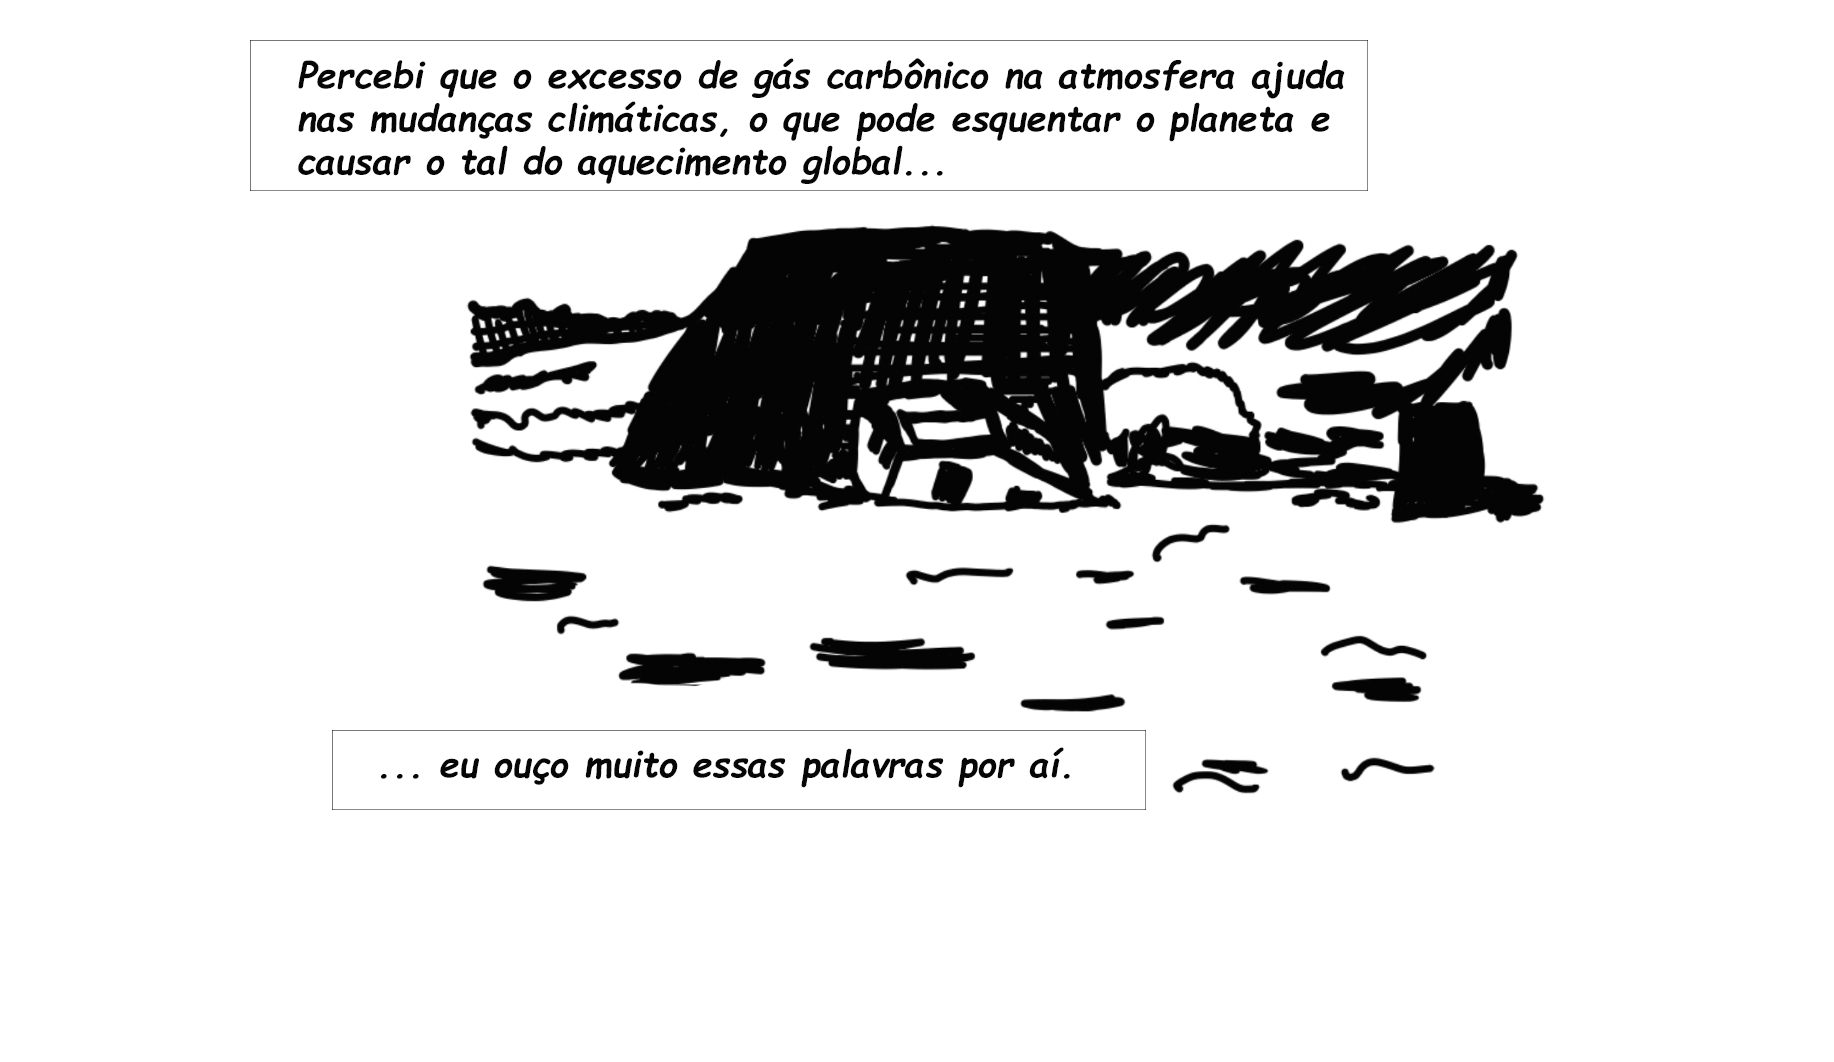 Percebi que o excesso de gás carbônico na atmosfera ajuda
nas mudanças climáticas, o que pode esquentar o planeta e
causar o tal do aquecimento global...
... eu ouço muito essas palavras por aí.